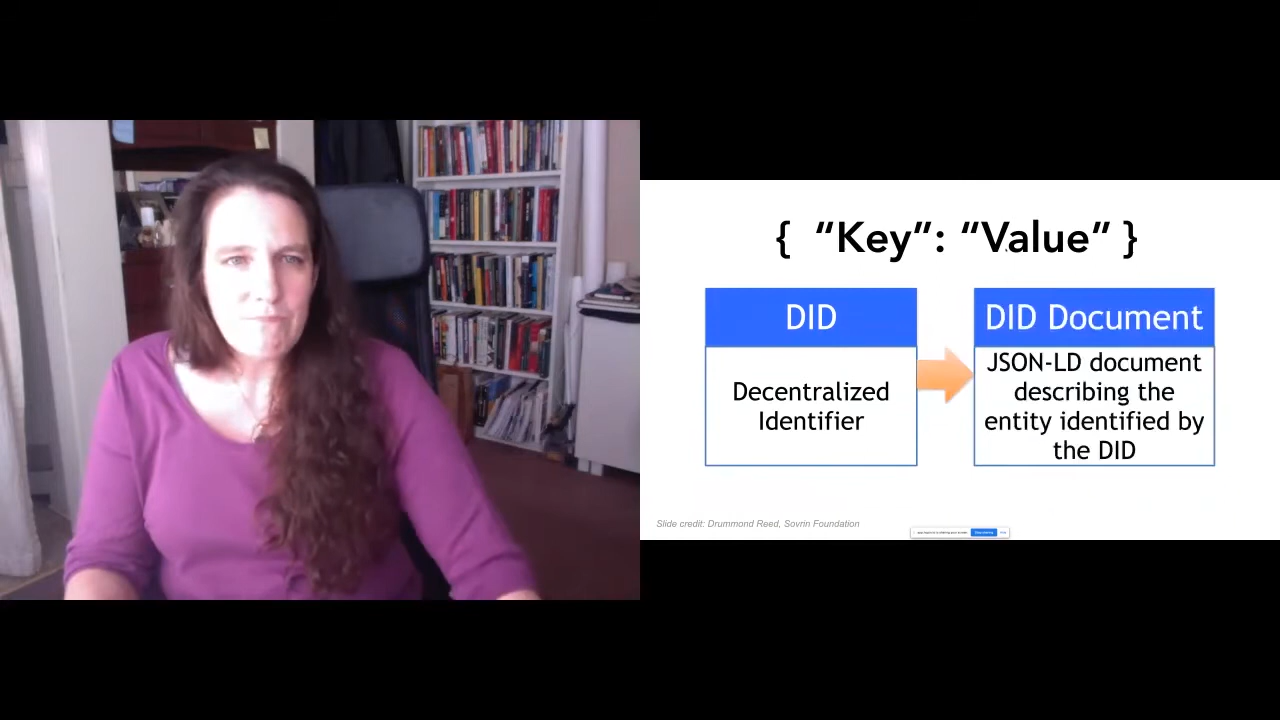 { “Key”: “Value” }
DID
Decentralized
Identifier
DID Document
JSON-LD document
describing the
entity identified by
the DID
Slide credit: Drummond Reed, Sovrin Foundation